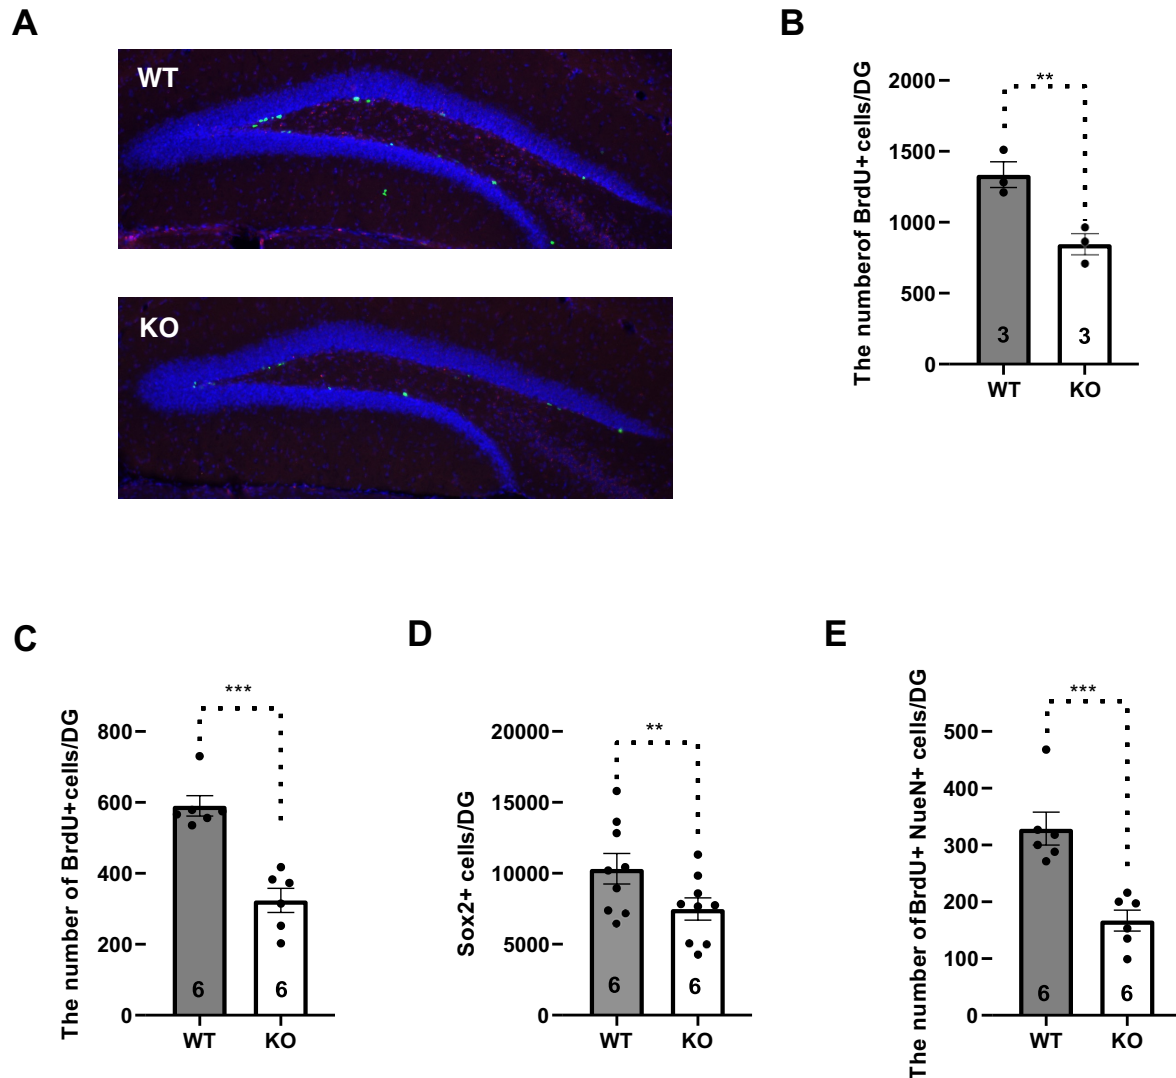 A
WT
KO
B
The numberof BrdU+ cells/DG
2000
1500
1000
500
0
**
3
3
WT
KO
C
The number of BrdU+cells/DG
800
600
400
200
0
***
6
6
WT
KO
D
Sox2+ cells/DG
20000
15000
10000
5000
0
**
6
6
WT
KO
E
The number of BrdU+ NueN+ cells/DG
500
400
300
200
100
0
***
6
6
WT
KO